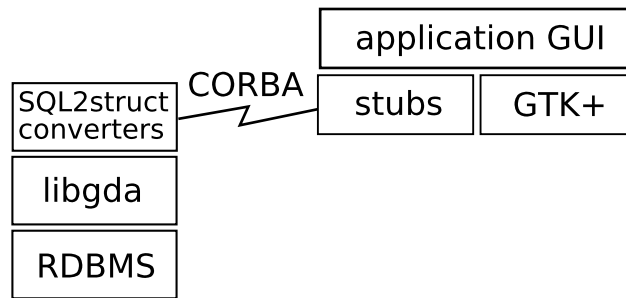 application GUI
CORBA
SQL2struct
converters
stubs
GTK+
libgda
RDBMS